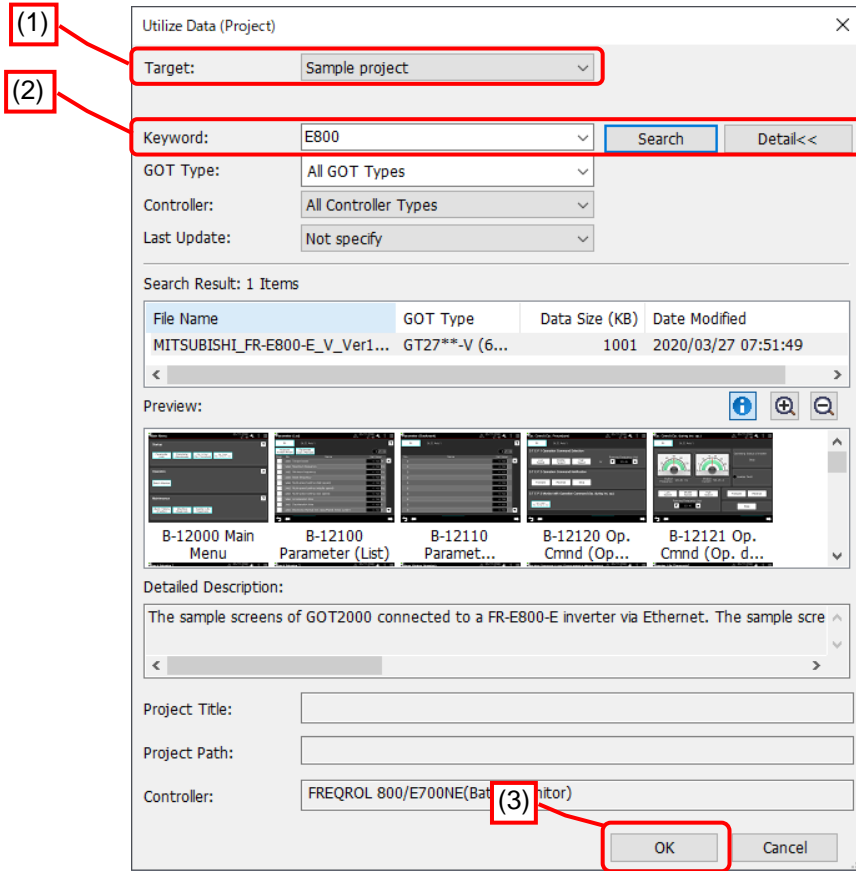 (1)
Utilize Data (Project)
Target: Sample project
(2)
Keyword: E800 Search Detail<<
GOT Type: All GOT Types
Controller: All Controller Types
Last Update: Not specify
Search Result: 1 Items
File Name GOT Type Data Size (KB) Date Modified
MITSUBISHI_FR-E800-E_V_Ver1... GT27**-V (6... 1001 2020/03/27 07:51:49
Preview:
B-12000 Main Menu
B-12100 Parameter (List)
B-12110 Paramet...
B-12120 Op. Cmnd (Op...
B-12121 Op. Cmnd (Op. d...
Detailed Description:
The sample screens of GOT2000 connected to a FR-E800-E inverter via Ethernet. The sample scre
Project Title:
Project Path:
Controller: FREQROL 800/E700NE(Bat
(3)
OK Cancel